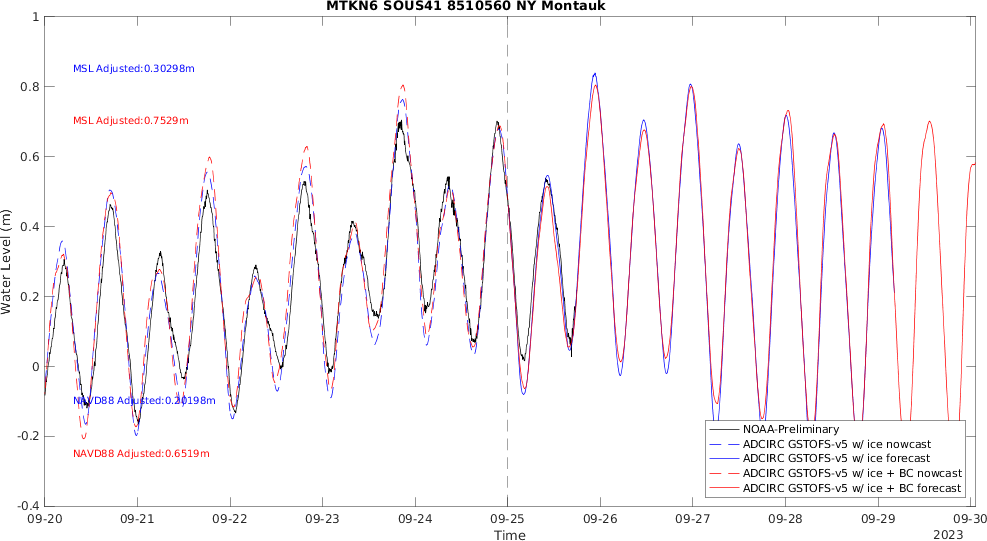 MTKN6 SOUS41 8510560 NY Montauk
Water Level (m)
1
0.8
0.6
0.4
0.2
0
-0.2
-0.4
MSL Adjusted:0.30298m
MSL Adjusted:0.7529m
NAVD88 Adjusted:0.20198m
NAVD88 Adjusted:0.6519m
NOAA-Preliminary
ADCIRC GSTOFS-v5 w/ ice nowcast
ADCIRC GSTOFS-v5 w/ ice forecast
ADCIRC GSTOFS-v5 w/ ice + BC nowcast
ADCIRC GSTOFS-v5 w/ ice + BC forecast
09-20 09-21 09-22 09-23 09-24 09-25 09-26 09-27 09-28 09-29 09-30
Time
2023